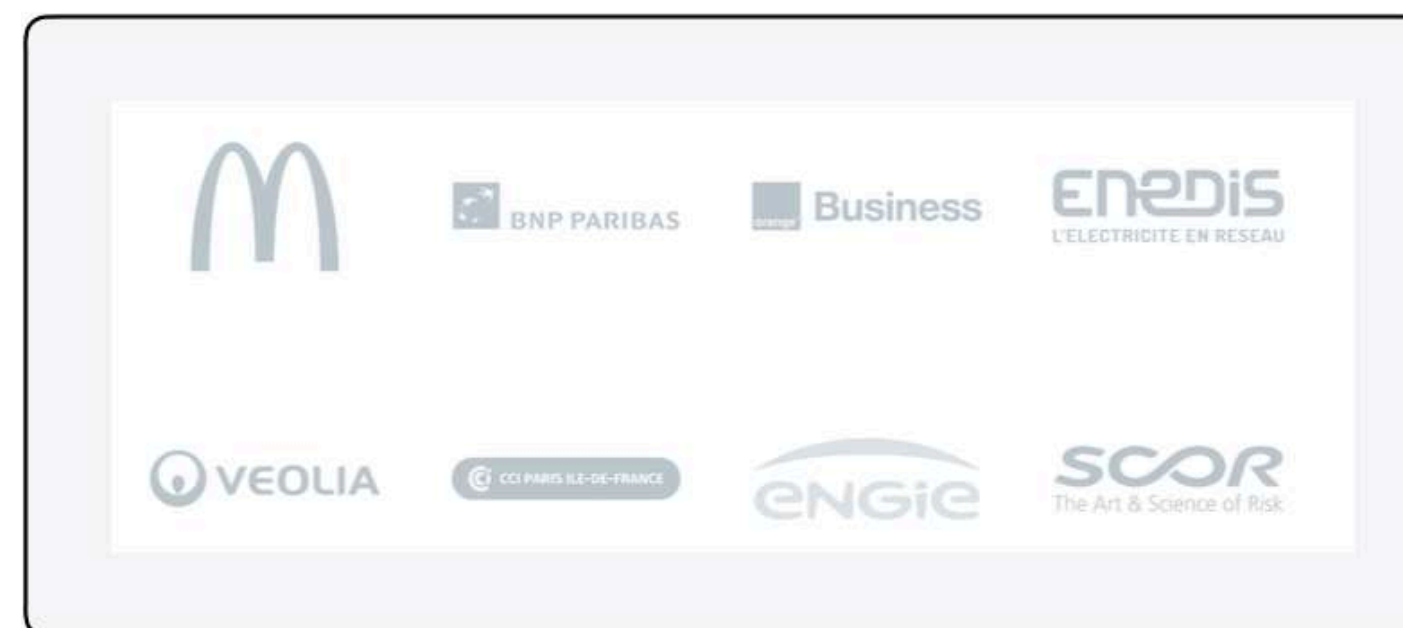 BNP PARIBAS
orange
Business
ENEDIS
L'ELECTRICITE EN RESEAU
VEOLIA
CCI PARIS ILE-DE-FRANCE
ENGIE
SCOR
The Art & Science of Risk